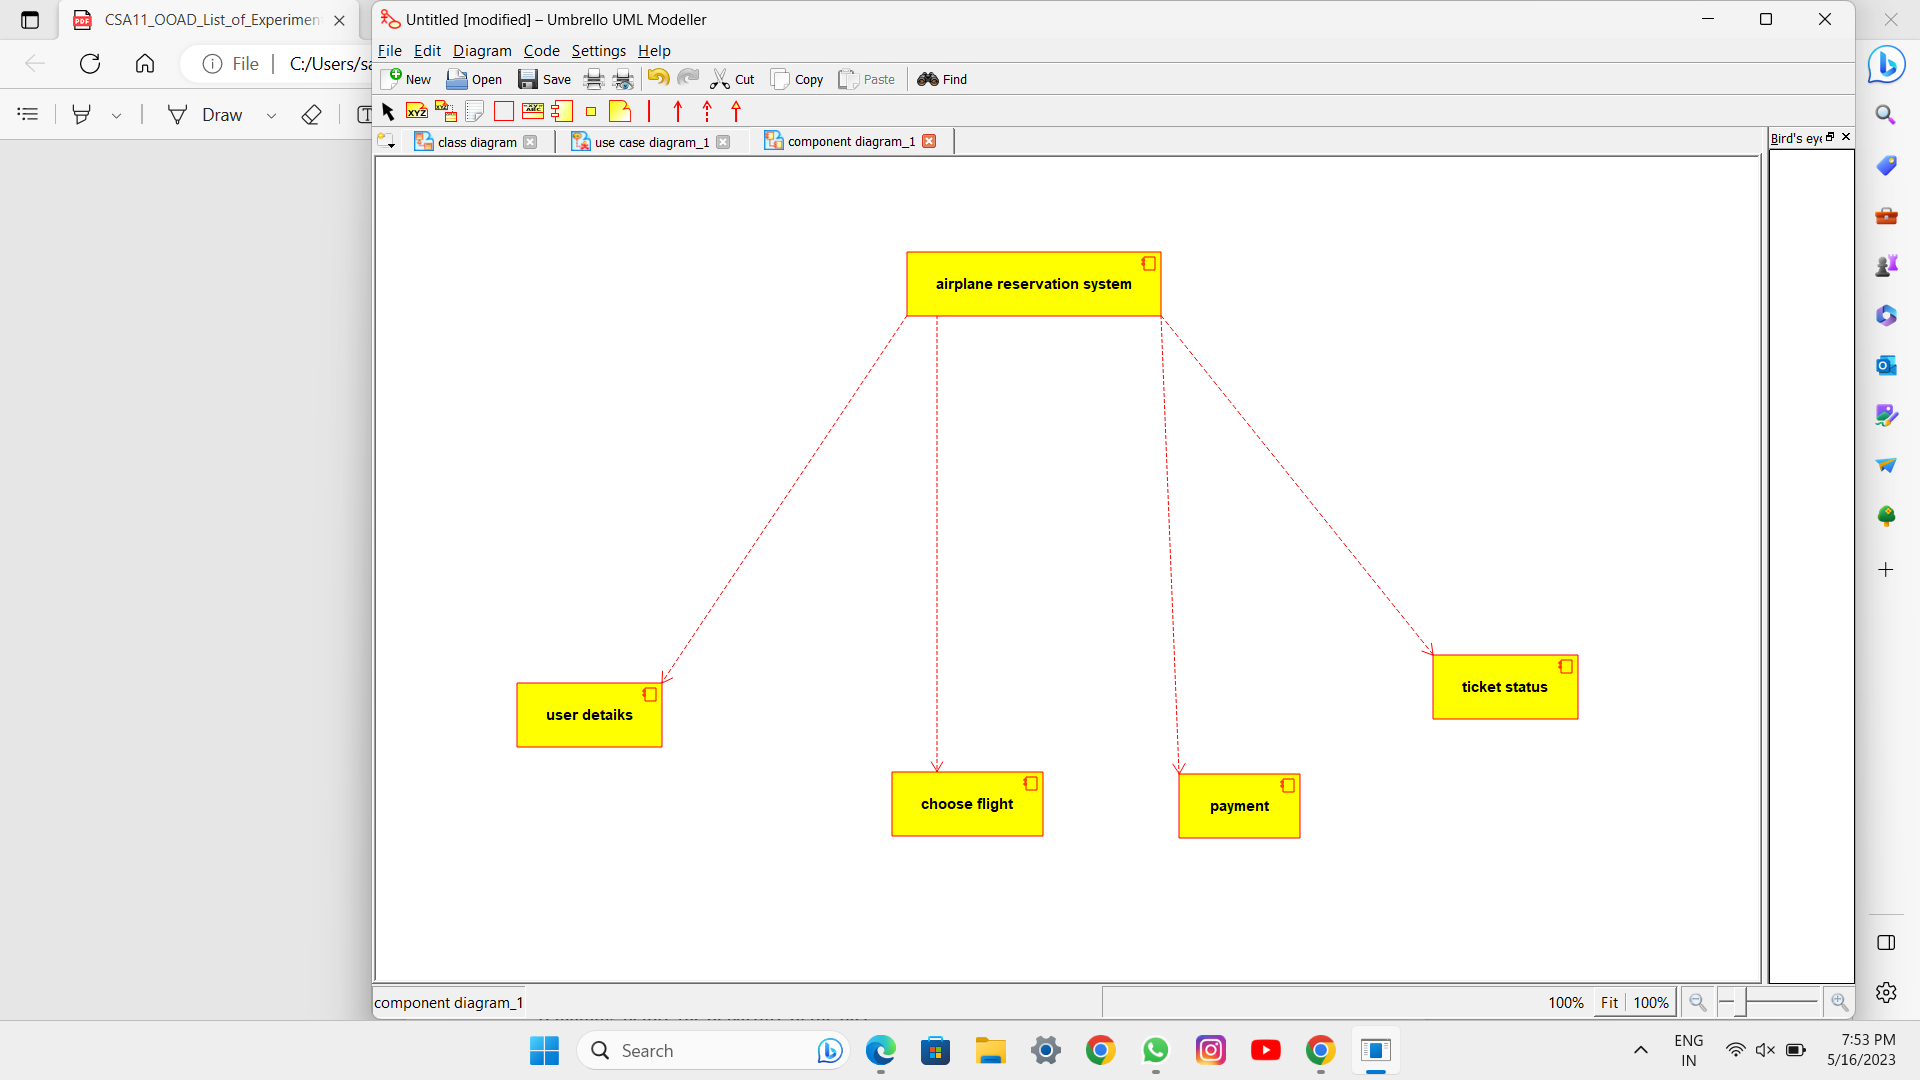 CSA11_OOAD_List_of_Experimen
Untitled [modified] – Umbrello UML Modeller
File Edit Diagram Code Settings Help
File C:/Users/sa
New Open Save Cut Copy Paste Find
Draw
XYZ
class diagram use case diagram_1 component diagram_1
Bird's eye
airplane reservation system
user detaiks
ticket status
choose flight
payment
component diagram_1
100% Fit 100%
Search
ENG
IN
7:53 PM
5/16/2023